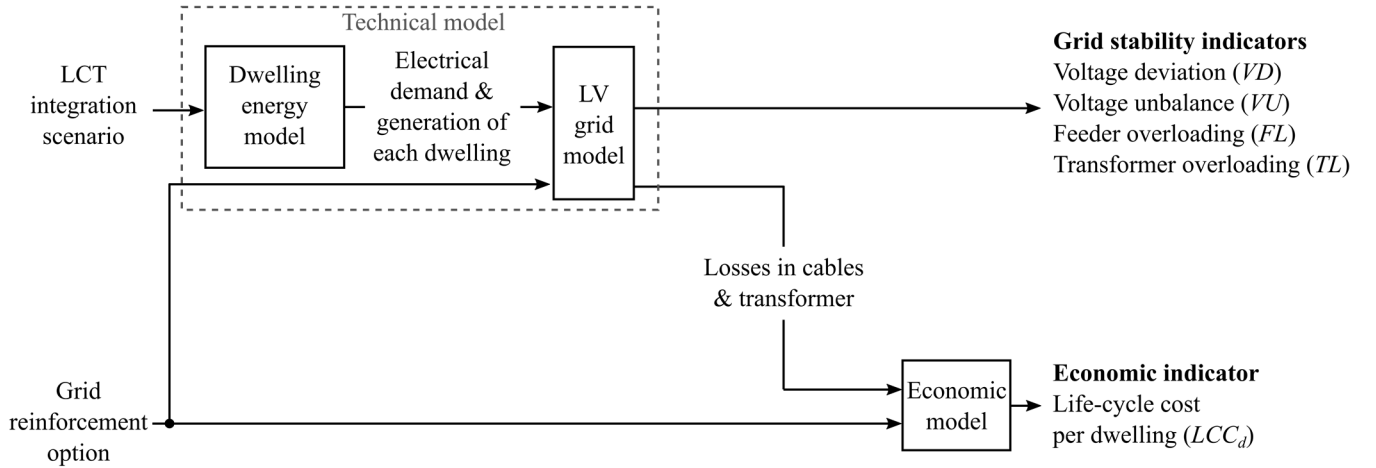 Technical model
LCT
integration
scenario
Dwelling
energy
model
Electrical
demand &
generation of
each dwelling
LV
grid
model
Grid stability indicators
Voltage deviation (VD)
Voltage unbalance (VU)
Feeder overloading (FL)
Transformer overloading (TL)
Losses in cables
& transformer
Grid
reinforcement
option
Economic
model
Economic indicator
Life-cycle cost
per dwelling (LCC_d)